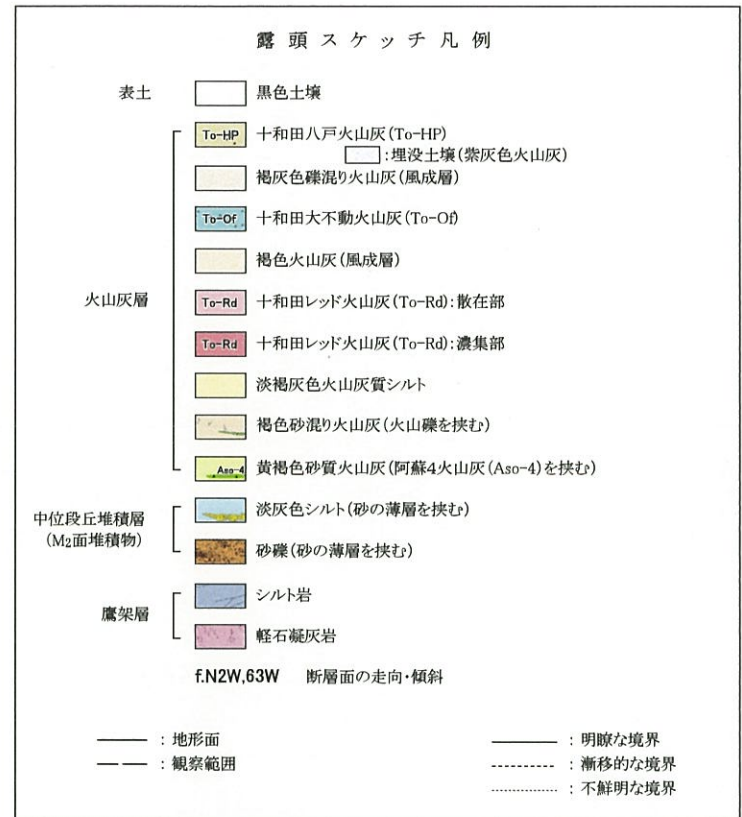 露頭スケッチ凡例
表土 黒色土壌
To-HP 十和田八戸火山灰(To-HP)
:埋没土壌(紫灰色火山灰)
褐灰色礫混り火山灰(風成層)
To-Of 十和田大不動火山灰(To-Of)
褐色火山灰(風成層)
火山灰層 To-Rd 十和田レッド火山灰(To-Rd):散在部
To-Rd 十和田レッド火山灰(To-Rd):濃集部
淡褐灰色火山灰質シルト
褐色砂混り火山灰(火山礫を挟む)
Aso-4 黄褐色砂質火山灰(阿蘇4火山灰(Aso-4)を挟む)
中位段丘堆積層 淡灰色シルト(砂の薄層を挟む)
(M₂面堆積物) 砂礫(砂の薄層を挟む)
鷹架層 シルト岩
軽石凝灰岩
f.N2W,63W 断層面の走向・傾斜
: 地形面 : 明瞭な境界
: 観察範囲 : 漸移的な境界
: 不鮮明な境界